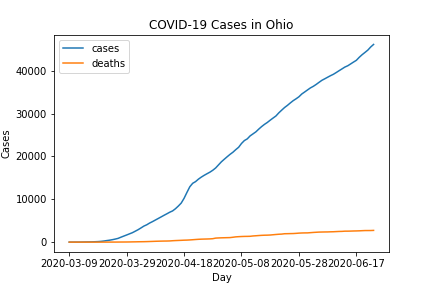 COVID-19 Cases in Ohio
cases
deaths
40000
30000
20000
10000
0
Cases
2020-03-09 2020-03-29 2020-04-18 2020-05-08 2020-05-28 2020-06-17
Day